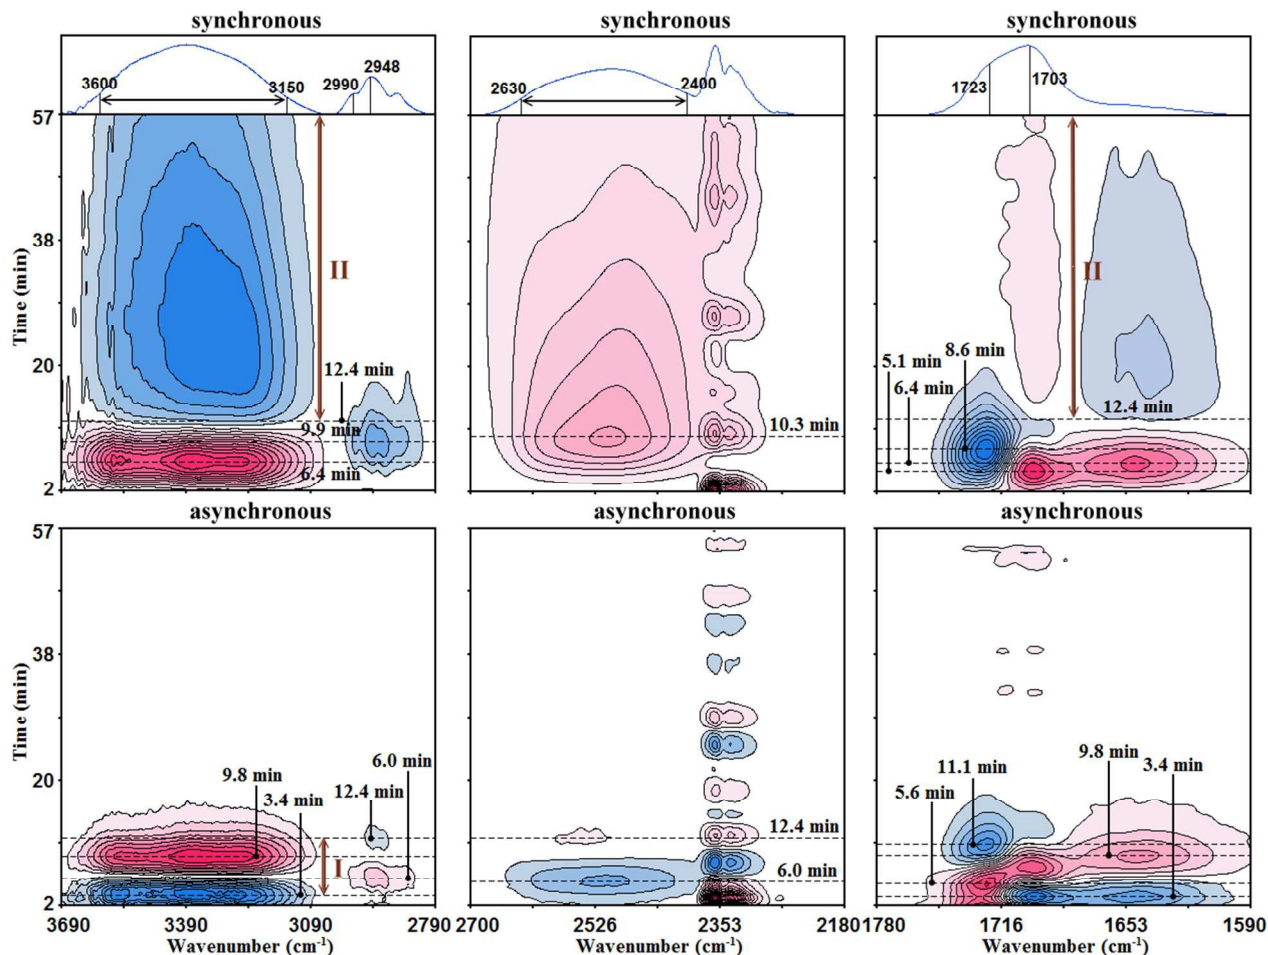 synchronous
synchronous
synchronous
3600
3150
2990
2948
2630
2400
1723
1703
57
38
20
2
Time (min)
II
12.4 min
9.9 min
6.4 min
10.3 min
II
5.1 min
8.6 min
6.4 min
12.4 min
asynchronous
asynchronous
asynchronous
57
38
20
2
Time (min)
9.8 min
3.4 min
12.4 min
6.0 min
I
12.4 min
6.0 min
11.1 min
5.6 min
9.8 min
3.4 min
3690 3390 3090 2790
2700 2526 2353 2180
1780 1716 1653 1590
Wavenumber (cm⁻¹)
Wavenumber (cm⁻¹)
Wavenumber (cm⁻¹)